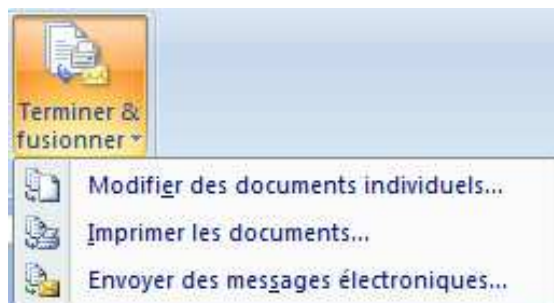 Terminer &
fusionner
Modifier des documents individuels...
Imprimer les documents...
Envoyer des messages électroniques...